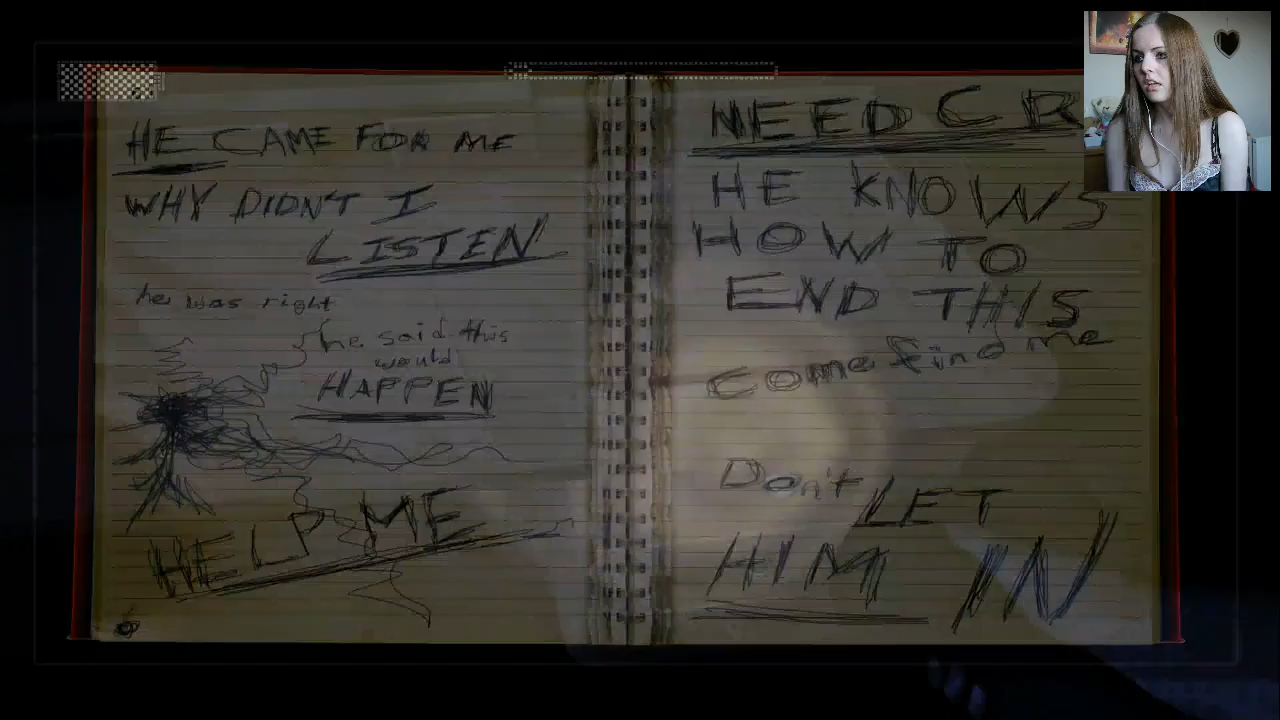 HE CAME FOR ME
WHY DIDN'T I
LISTEN
he was right
he said this
would
HAPPEN
HELP ME
NEED
HE KNOWS
HOW TO
END THIS
come find me
Don't LET
HIM IN